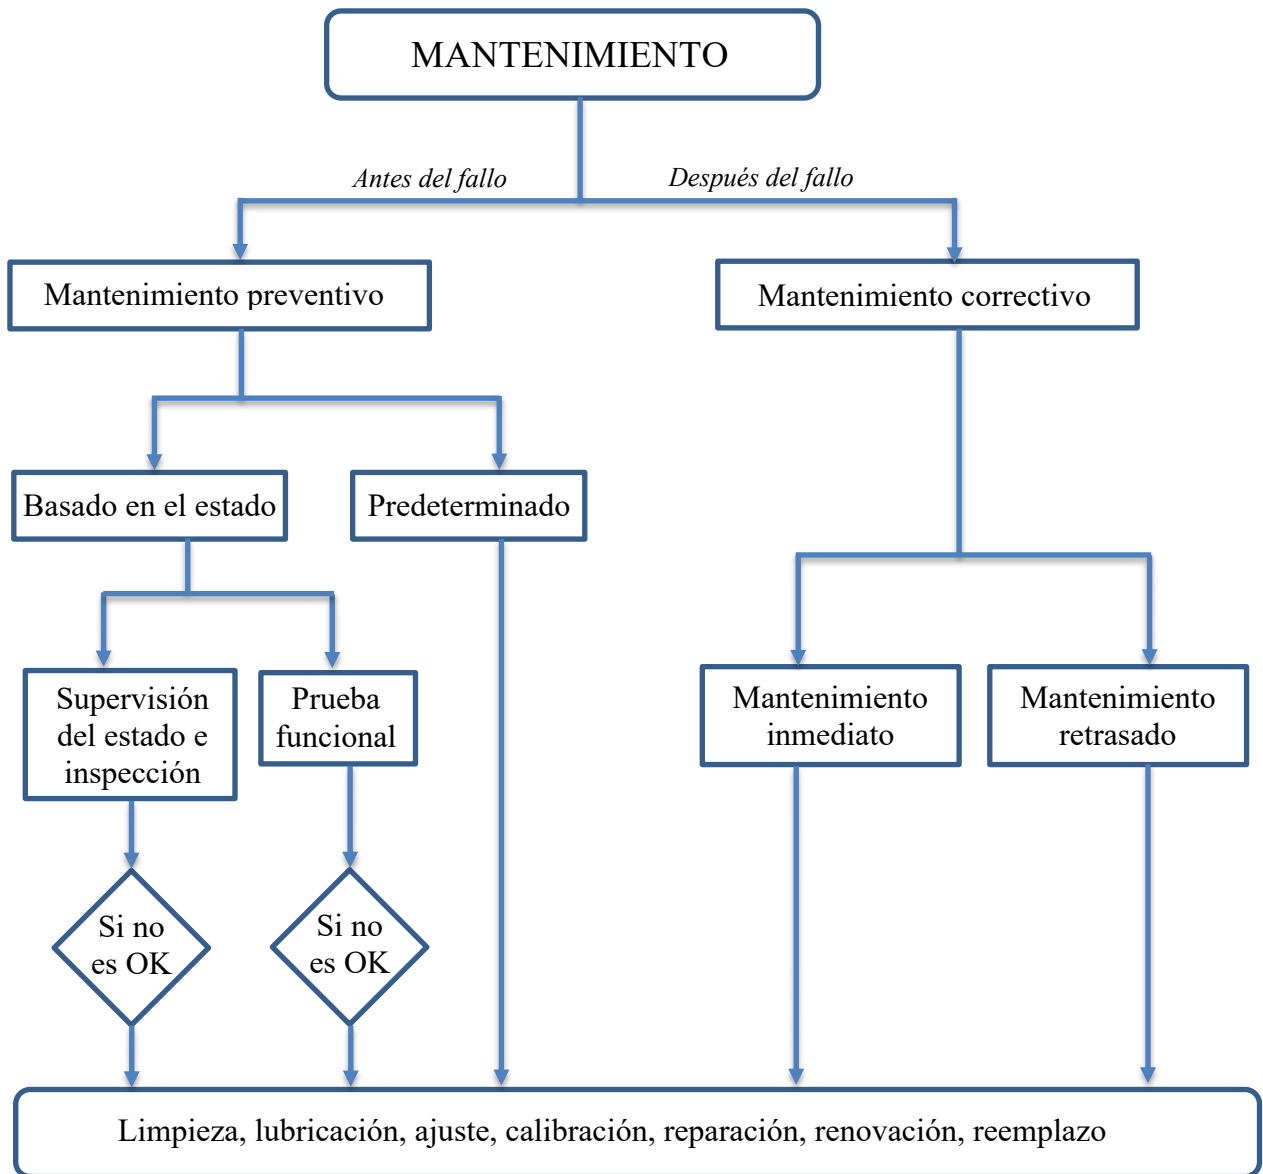 MANTENIMIENTO
Antes del fallo
Después del fallo
Mantenimiento preventivo
Mantenimiento correctivo
Basado en el estado
Predeterminado
Supervisión
del estado e
inspección
Prueba
funcional
Mantenimiento
inmediato
Mantenimiento
retrasado
Si no
es OK
Si no
es OK
Limpieza, lubricación, ajuste, calibración, reparación, renovación, reemplazo